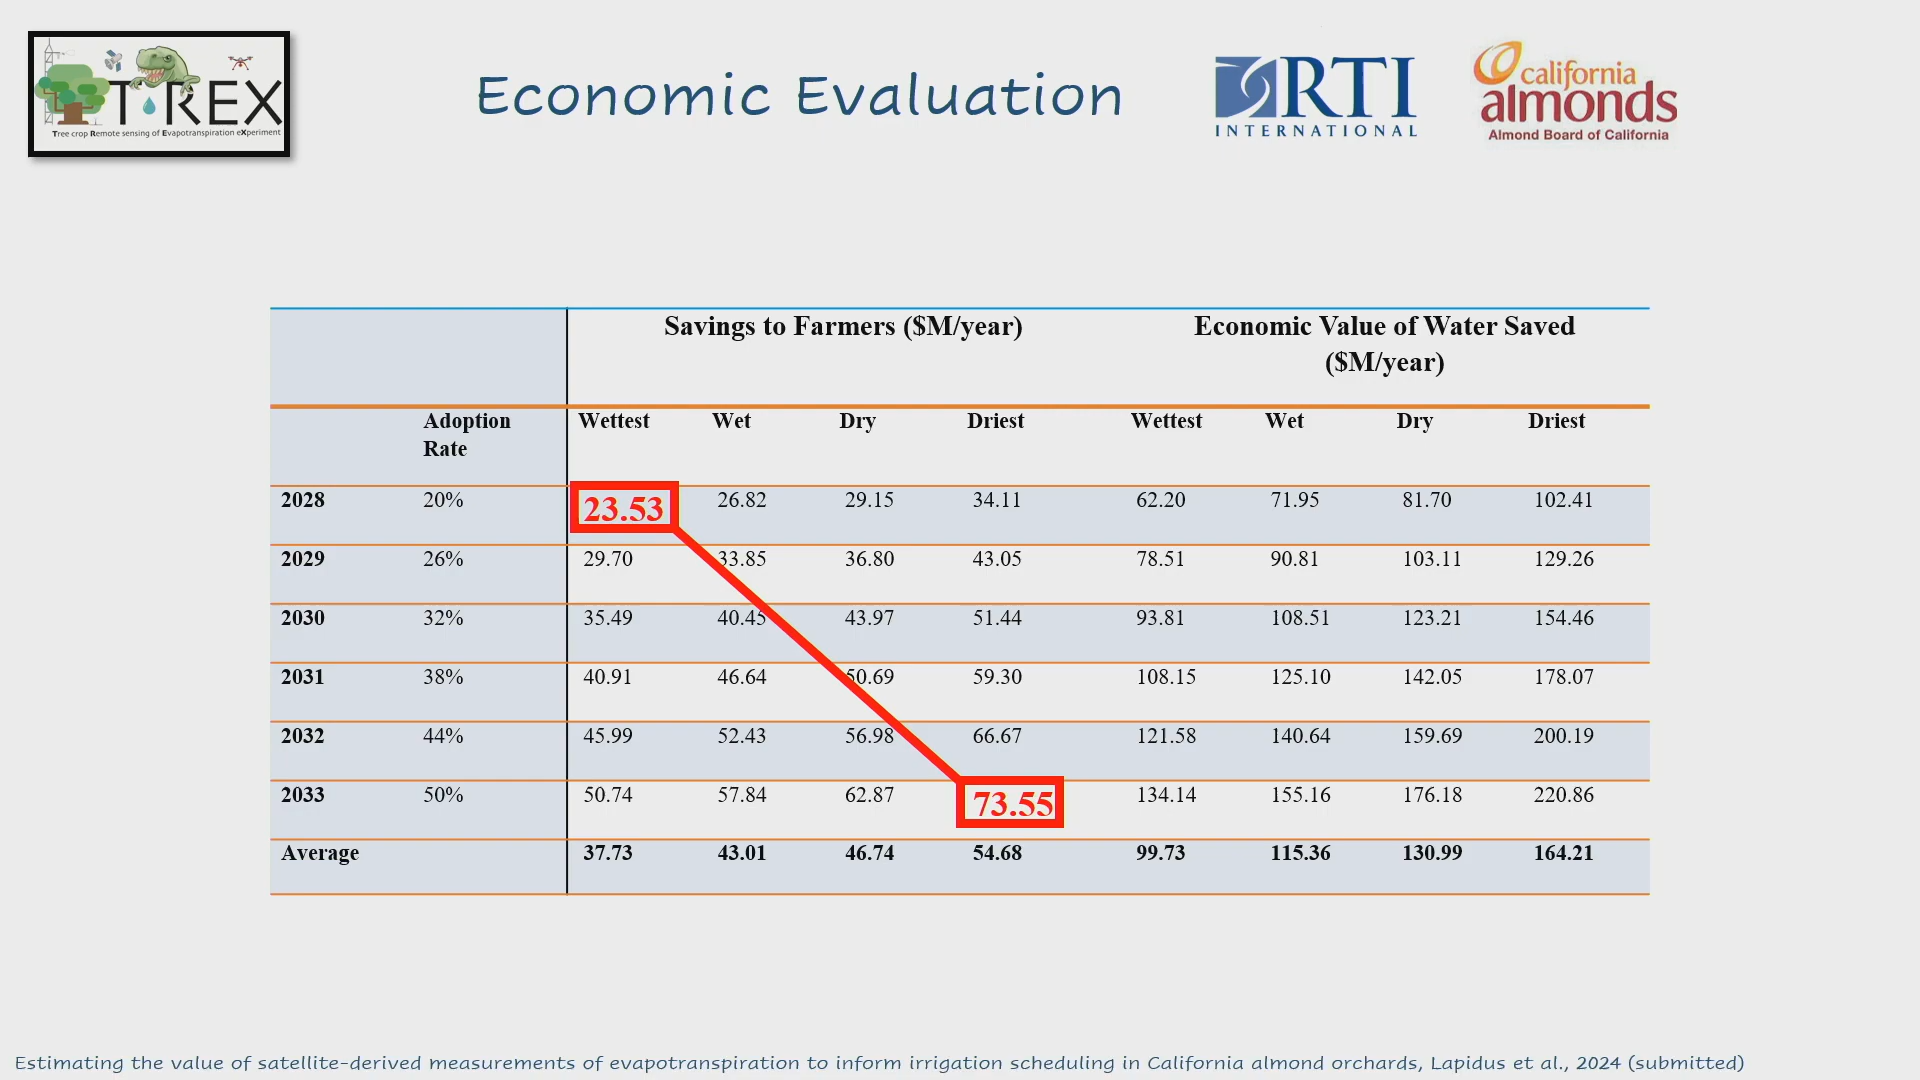 T-REX
Tree crop Remote sensing of Evapotranspiration eXperiment
Economic Evaluation
RTI
INTERNATIONAL
california
almonds
Almond Board of California
Savings to Farmers ($M/year) Economic Value of Water Saved
($M/year)
Adoption Wettest Wet Dry Driest Wettest Wet Dry Driest
Rate
2028 20% 23.53 26.82 29.15 34.11 62.20 71.95 81.70 102.41
2029 26% 29.70 33.85 36.80 43.05 78.51 90.81 103.11 129.26
2030 32% 35.49 40.45 43.97 51.44 93.81 108.51 123.21 154.46
2031 38% 40.91 46.64 50.69 59.30 108.15 125.10 142.05 178.07
2032 44% 45.99 52.43 56.98 66.67 121.58 140.64 159.69 200.19
2033 50% 50.74 57.84 62.87 73.55 134.14 155.16 176.18 220.86
Average 37.73 43.01 46.74 54.68 99.73 115.36 130.99 164.21
Estimating the value of satellite-derived measurements of evapotranspiration to inform irrigation scheduling in California almond orchards, Lapidus et al., 2024 (submitted)